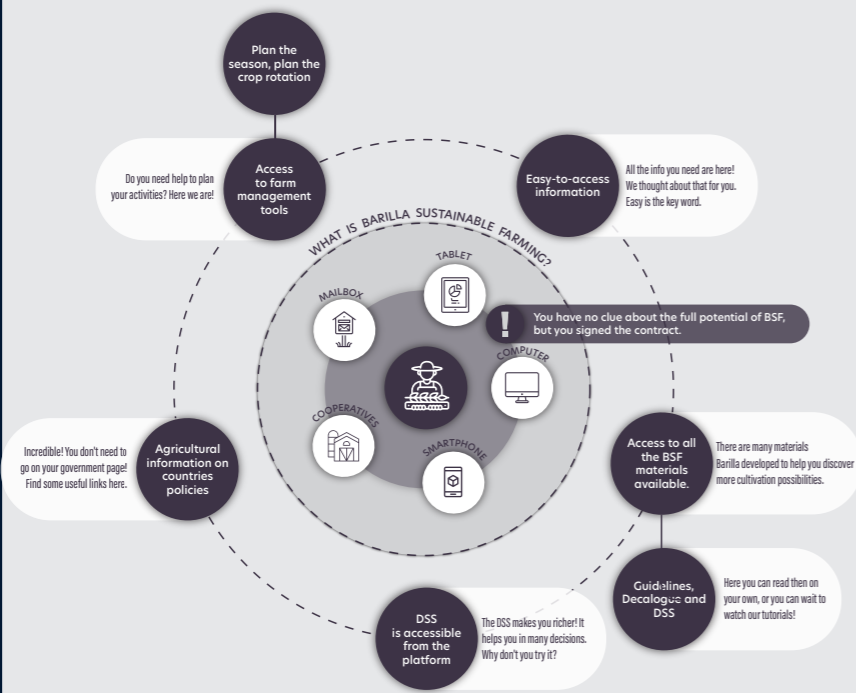 Plan the
season, plan the
crop rotation
Do you need help to plan
your activities? Here we are!
Access
to farm
management
tools
Easy-to-access
information
All the info you need are here!
We thought about that for you.
Easy is the key word.
WHAT IS BARILLA SUSTAINABLE FARMING?
TABLET
MAILBOX
!
You have no clue about the full potential of BSF,
but you signed the contract.
COMPUTER
COOPERATIVES
SMARTPHONE
Incredible! You don't need to
go on your government page!
Find some useful links here.
Agricultural
information on
countries
policies
Access to all
the BSF
materials
available.
There are many materials
Barilla developed to help you discover
more cultivation possibilities.
Guidelines,
Decalogue and
DSS
Here you can read then on
your own, or you can wait to
watch our tutorials!
DSS
is accessible
from the
platform
The DSS makes you richer! It
helps you in many decisions.
Why don't you try it?